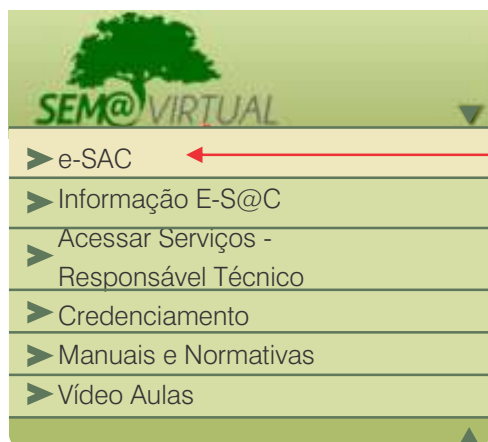 SEM@ VIRTUAL
e-SAC
Informação E-S@C
Acessar Serviços -
Responsável Técnico
Credenciamento
Manuais e Normativas
Vídeo Aulas